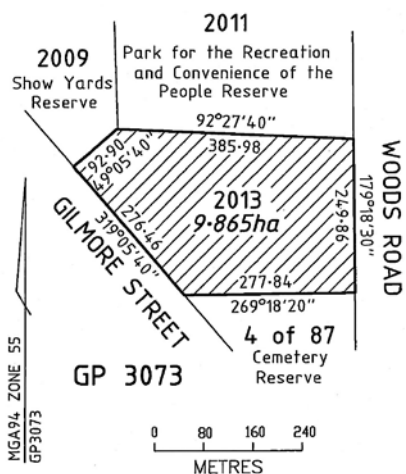 2011
2009
Park for the Recreation
Show Yards
and Convenience of the
Reserve
People Reserve
92°27'40"
385·98
92·90
49°05'40"
WOODS ROAD
179°18'30"
249·86
2013
9·865ha
276·46
319°05'40"
GILMORE STREET
277·84
269°18'20"
4 of 87
Cemetery
Reserve
GP 3073
MGA94 ZONE 55
GP3073
0 80 160 240
METRES